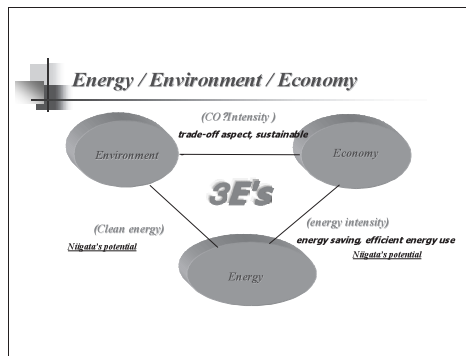 Energy / Environment / Economy
(CO?Intensity )
trade-off aspect, sustainable
Environment
Economy
3E's
(Clean energy)
(energy intensity)
energy saving, efficient energy use
Niigata's potential
Niigata's potential
Energy